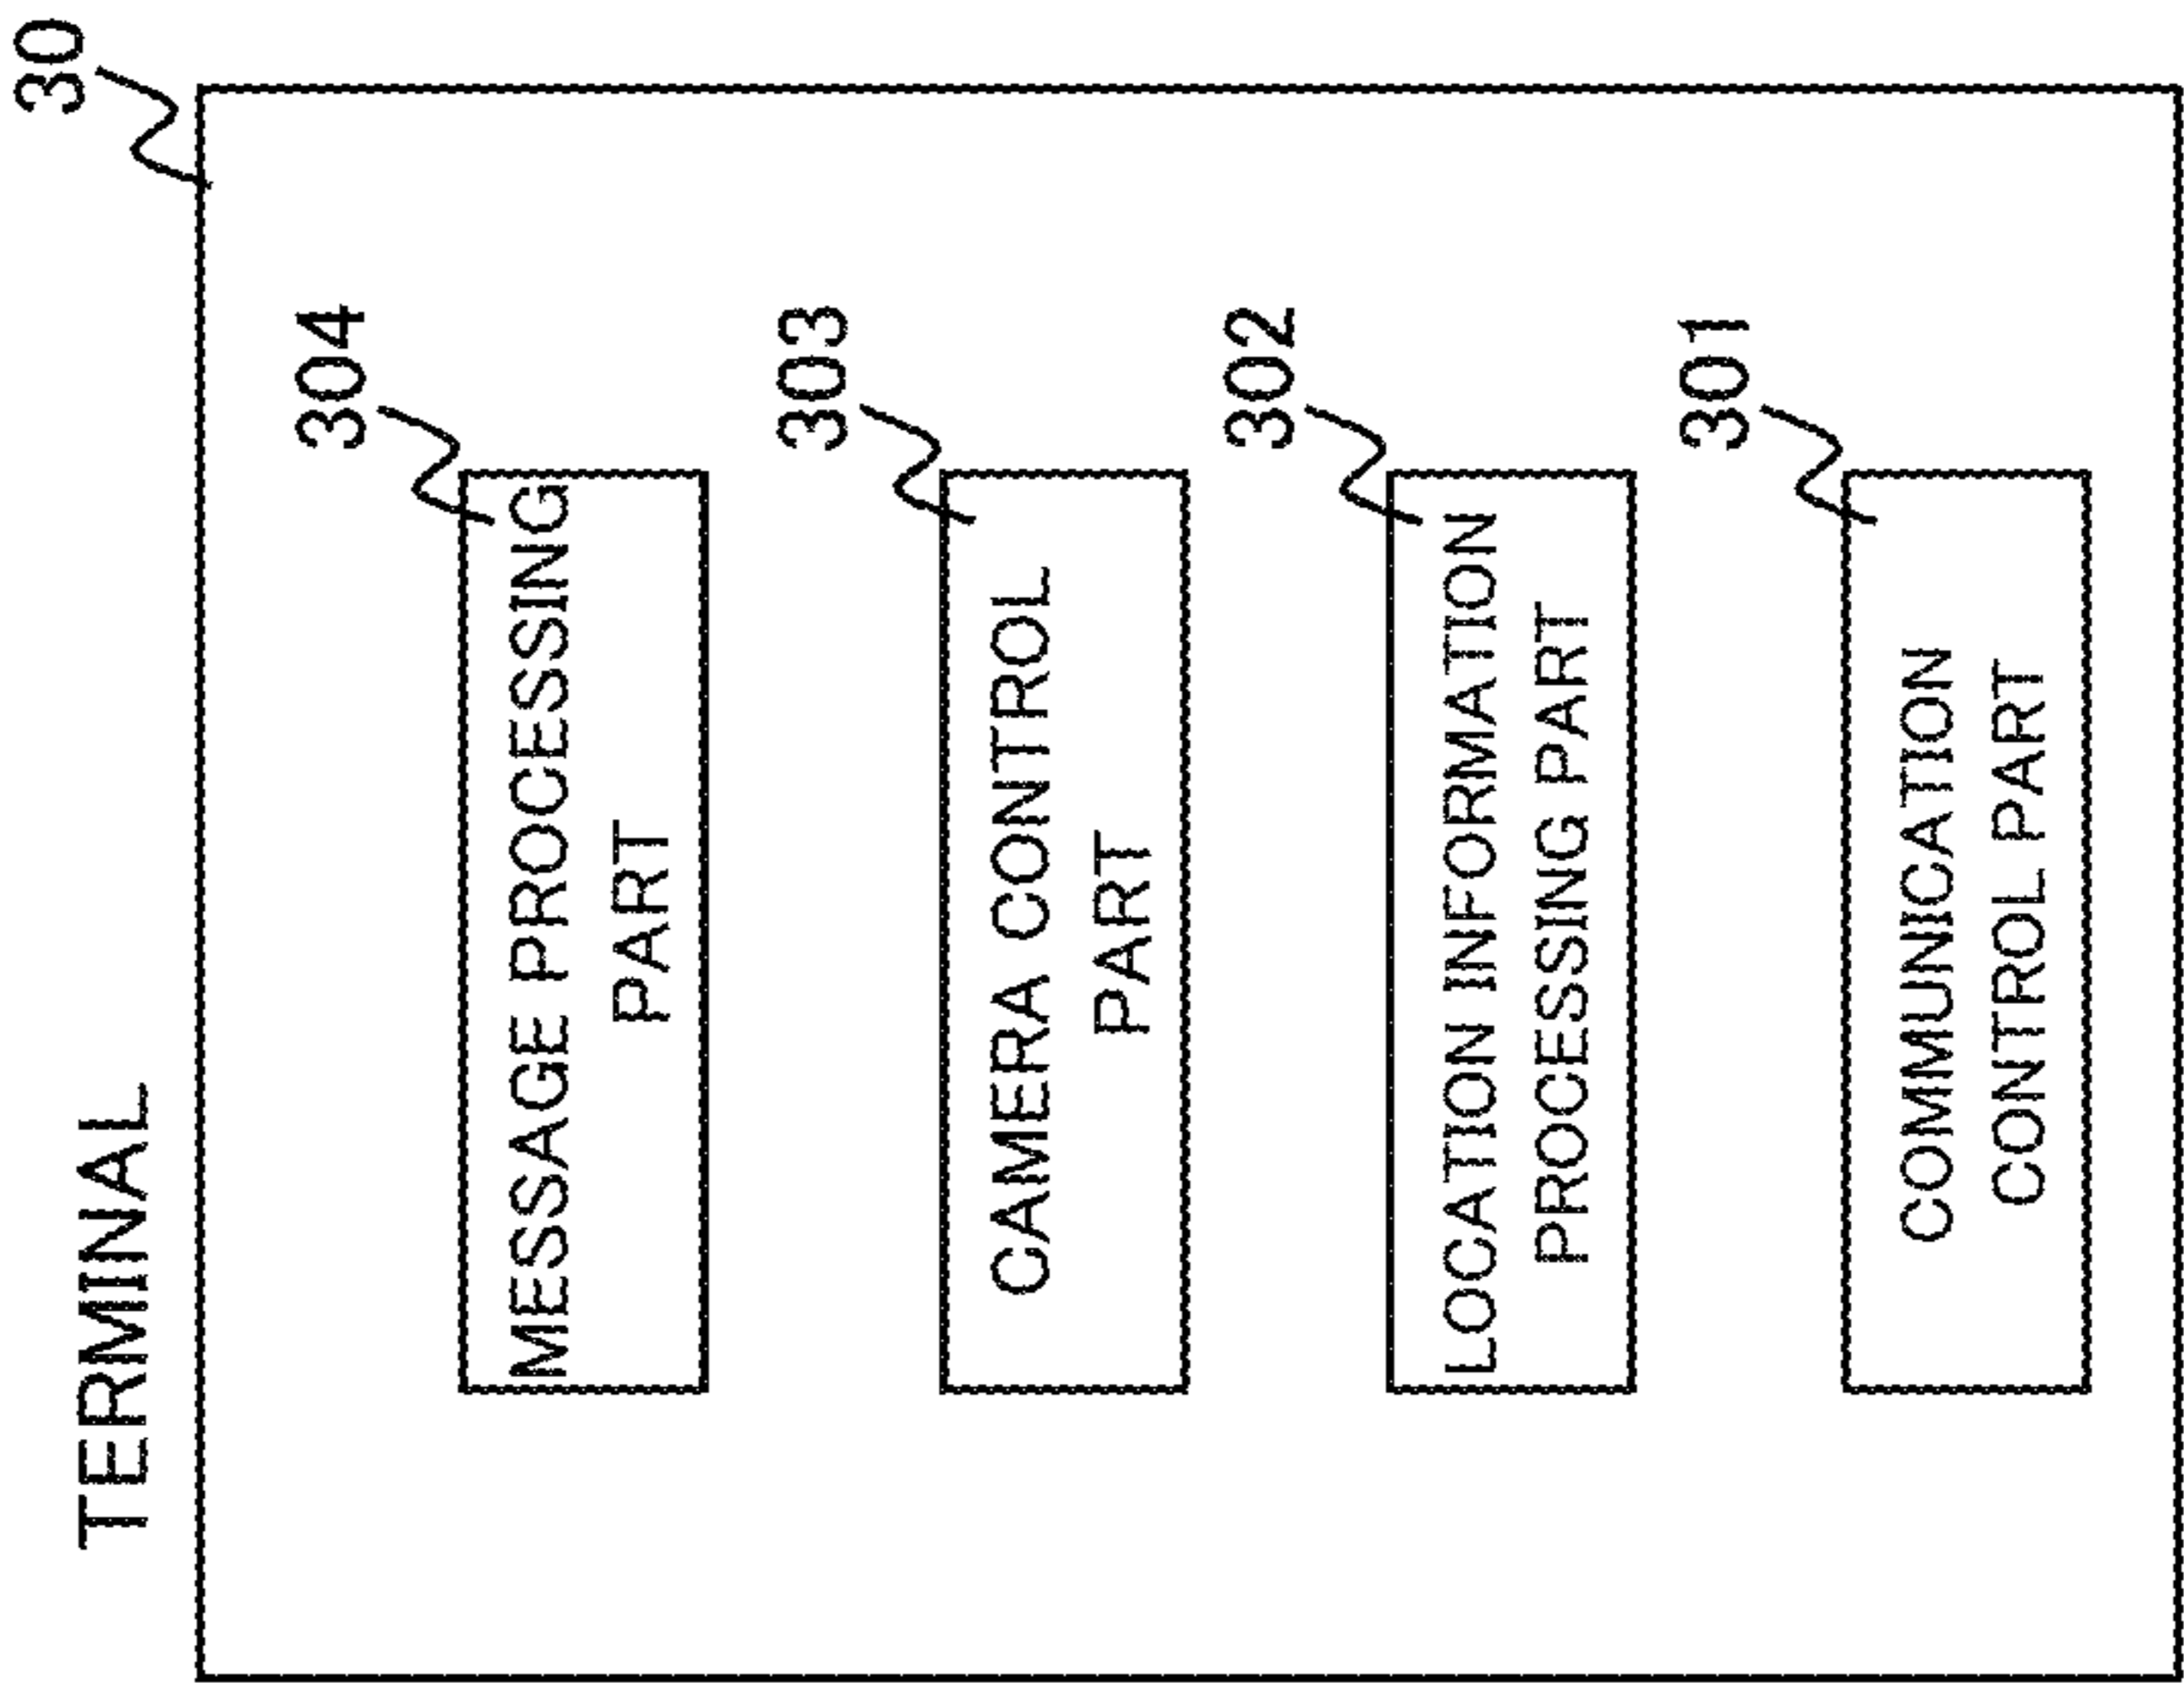 TERMINAL
30
304
MESSAGE PROCESSING
PART
303
CAMERA CONTROL
PART
302
LOCATION INFORMATION
PROCESSING PART
301
COMMUNICATION
CONTROL PART